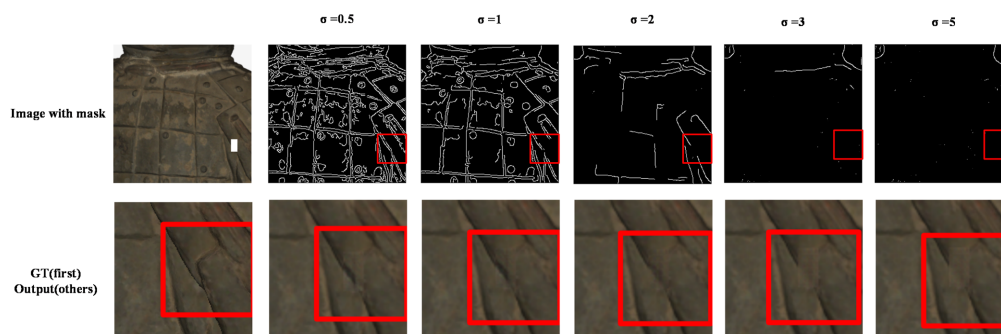 σ =0.5
σ =1
σ =2
σ =3
σ =5
Image with mask
GT(first)
Output(others)